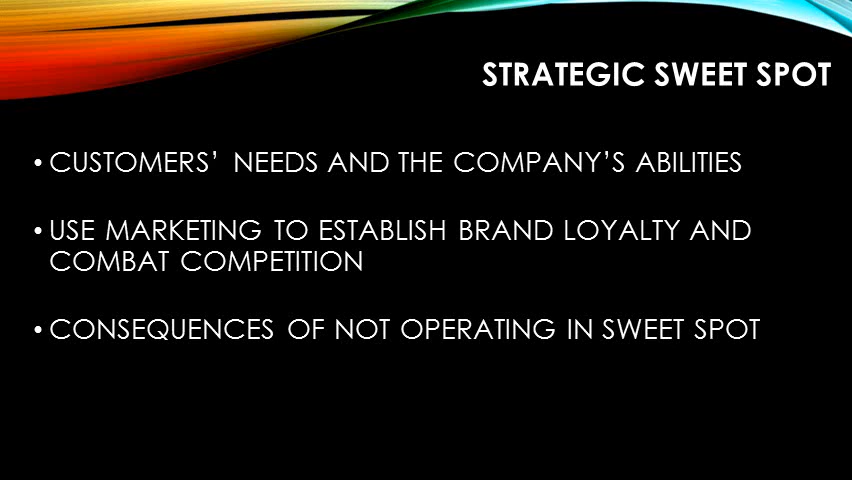 STRATEGIC SWEET SPOT
• CUSTOMERS’ NEEDS AND THE COMPANY’S ABILITIES
• USE MARKETING TO ESTABLISH BRAND LOYALTY AND
COMBAT COMPETITION
• CONSEQUENCES OF NOT OPERATING IN SWEET SPOT